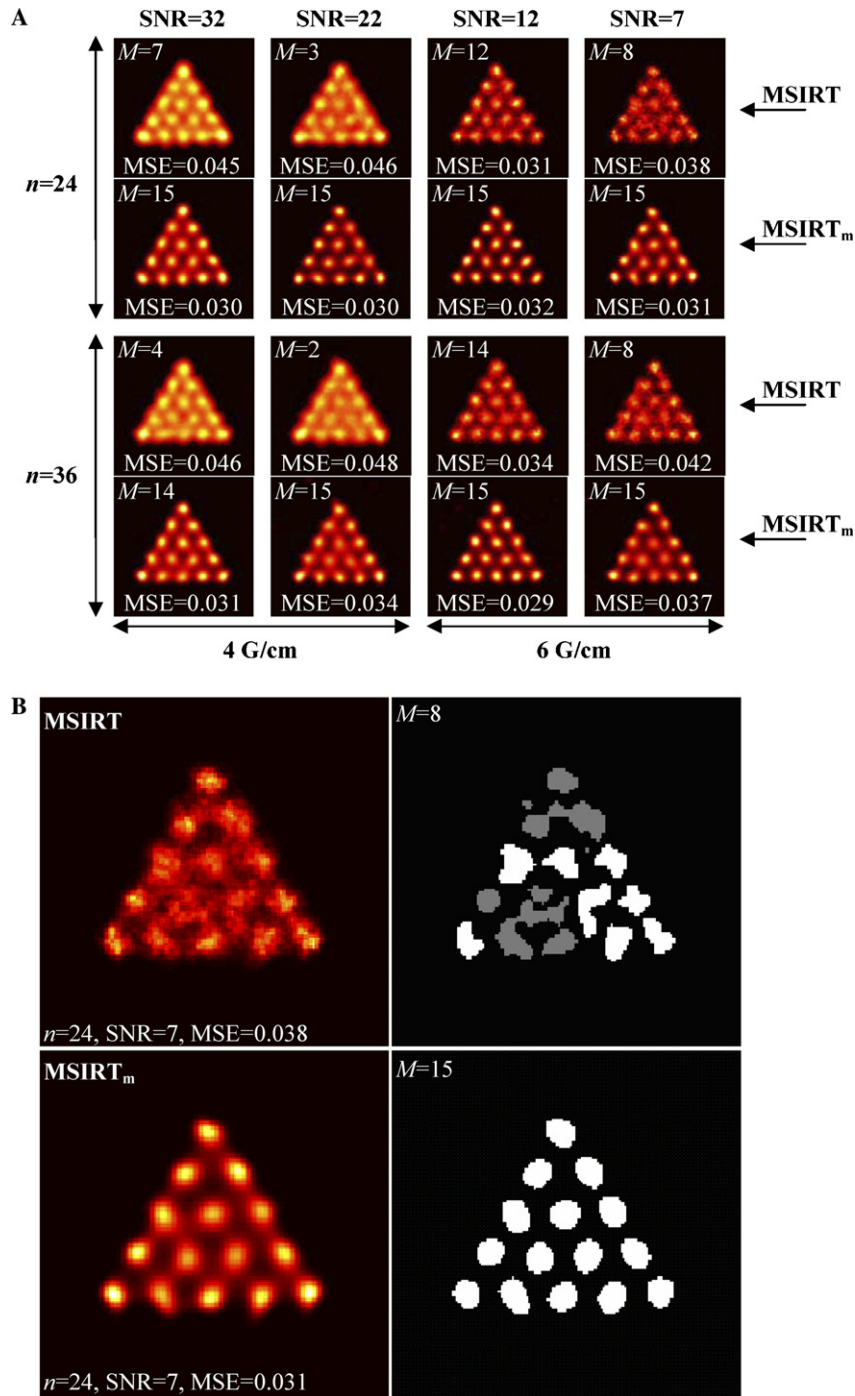 A
SNR=32 SNR=22 SNR=12 SNR=7
n=24
M=7 M=3 M=12 M=8
MSE=0.045 MSE=0.046 MSE=0.031 MSE=0.038
MSIRT
M=15 M=15 M=15 M=15
MSE=0.030 MSE=0.030 MSE=0.032 MSE=0.031
MSIRTm
n=36
M=4 M=2 M=14 M=8
MSE=0.046 MSE=0.048 MSE=0.034 MSE=0.042
MSIRT
M=14 M=15 M=15 M=15
MSE=0.031 MSE=0.034 MSE=0.029 MSE=0.037
MSIRTm
4 G/cm 6 G/cm
B
MSIRT
n=24, SNR=7, MSE=0.038
M=8
MSIRTm
n=24, SNR=7, MSE=0.031
M=15